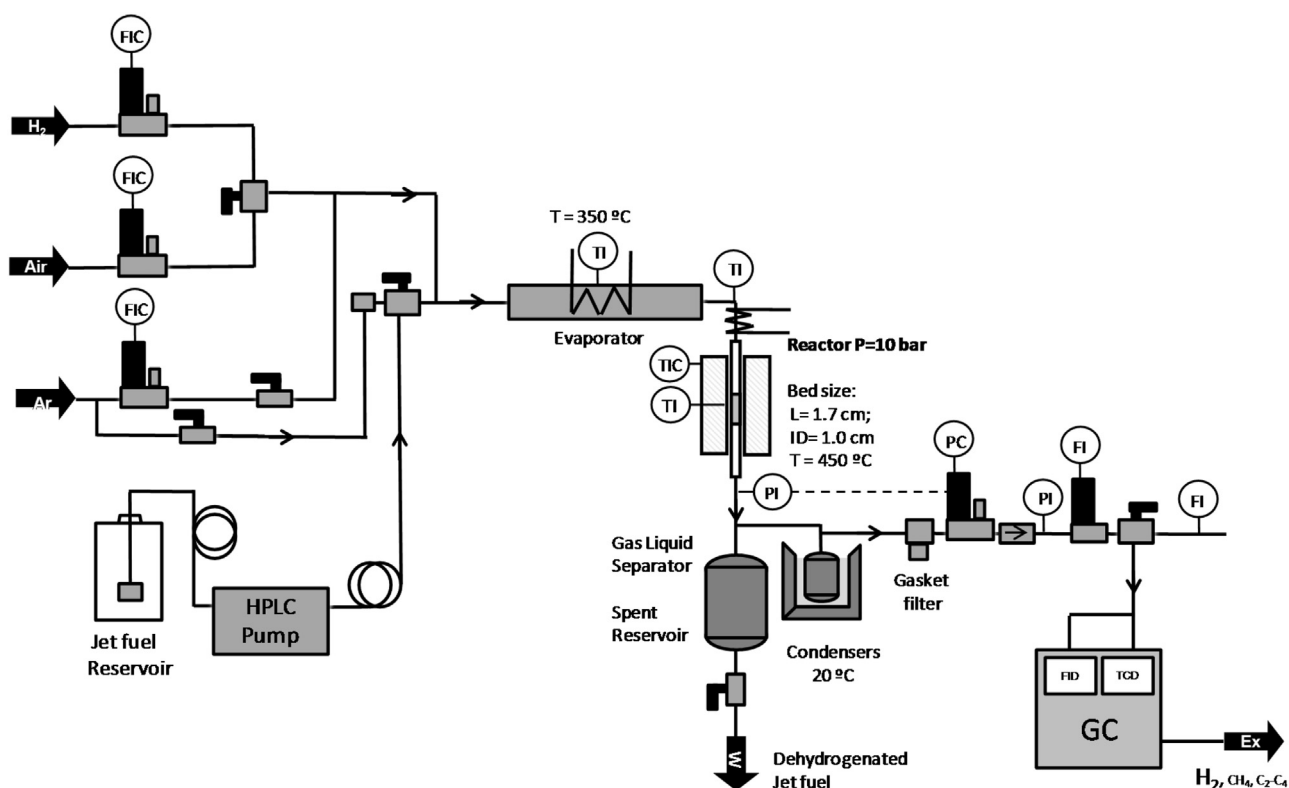 FIC
H₂
FIC
Air
FIC
Ar
T = 350 ºC
TI
Evaporator
TI
Reactor P=10 bar
TIC
TI
Bed size:
L= 1.7 cm;
ID= 1.0 cm
T = 450 ºC
PI
PC
PI
FI
FI
Gasket
filter
Gas Liquid
Separator
Spent
Reservoir
Condensers
20 ºC
HPLC
Pump
Jet fuel
Reservoir
W
Dehydrogenated
Jet fuel
FID
TCD
GC
Ex
H₂, CH₄, C₂-C₄